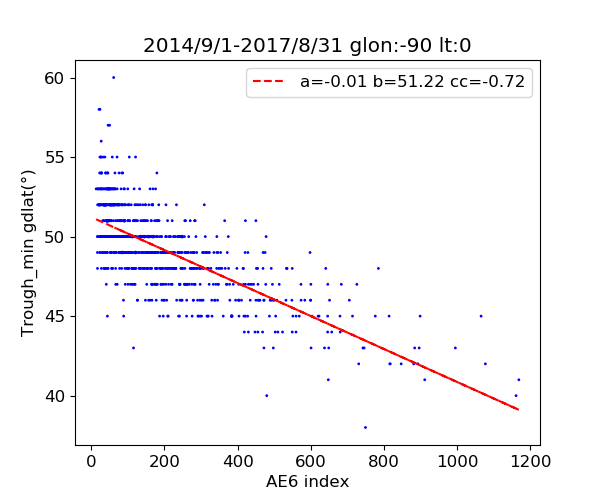 2014/9/1-2017/8/31 glon:-90 lt:0
a=-0.01 b=51.22 cc=-0.72
Trough_min gdlat(°)
60
55
50
45
40
0 200 400 600 800 1000 1200
AE6 index